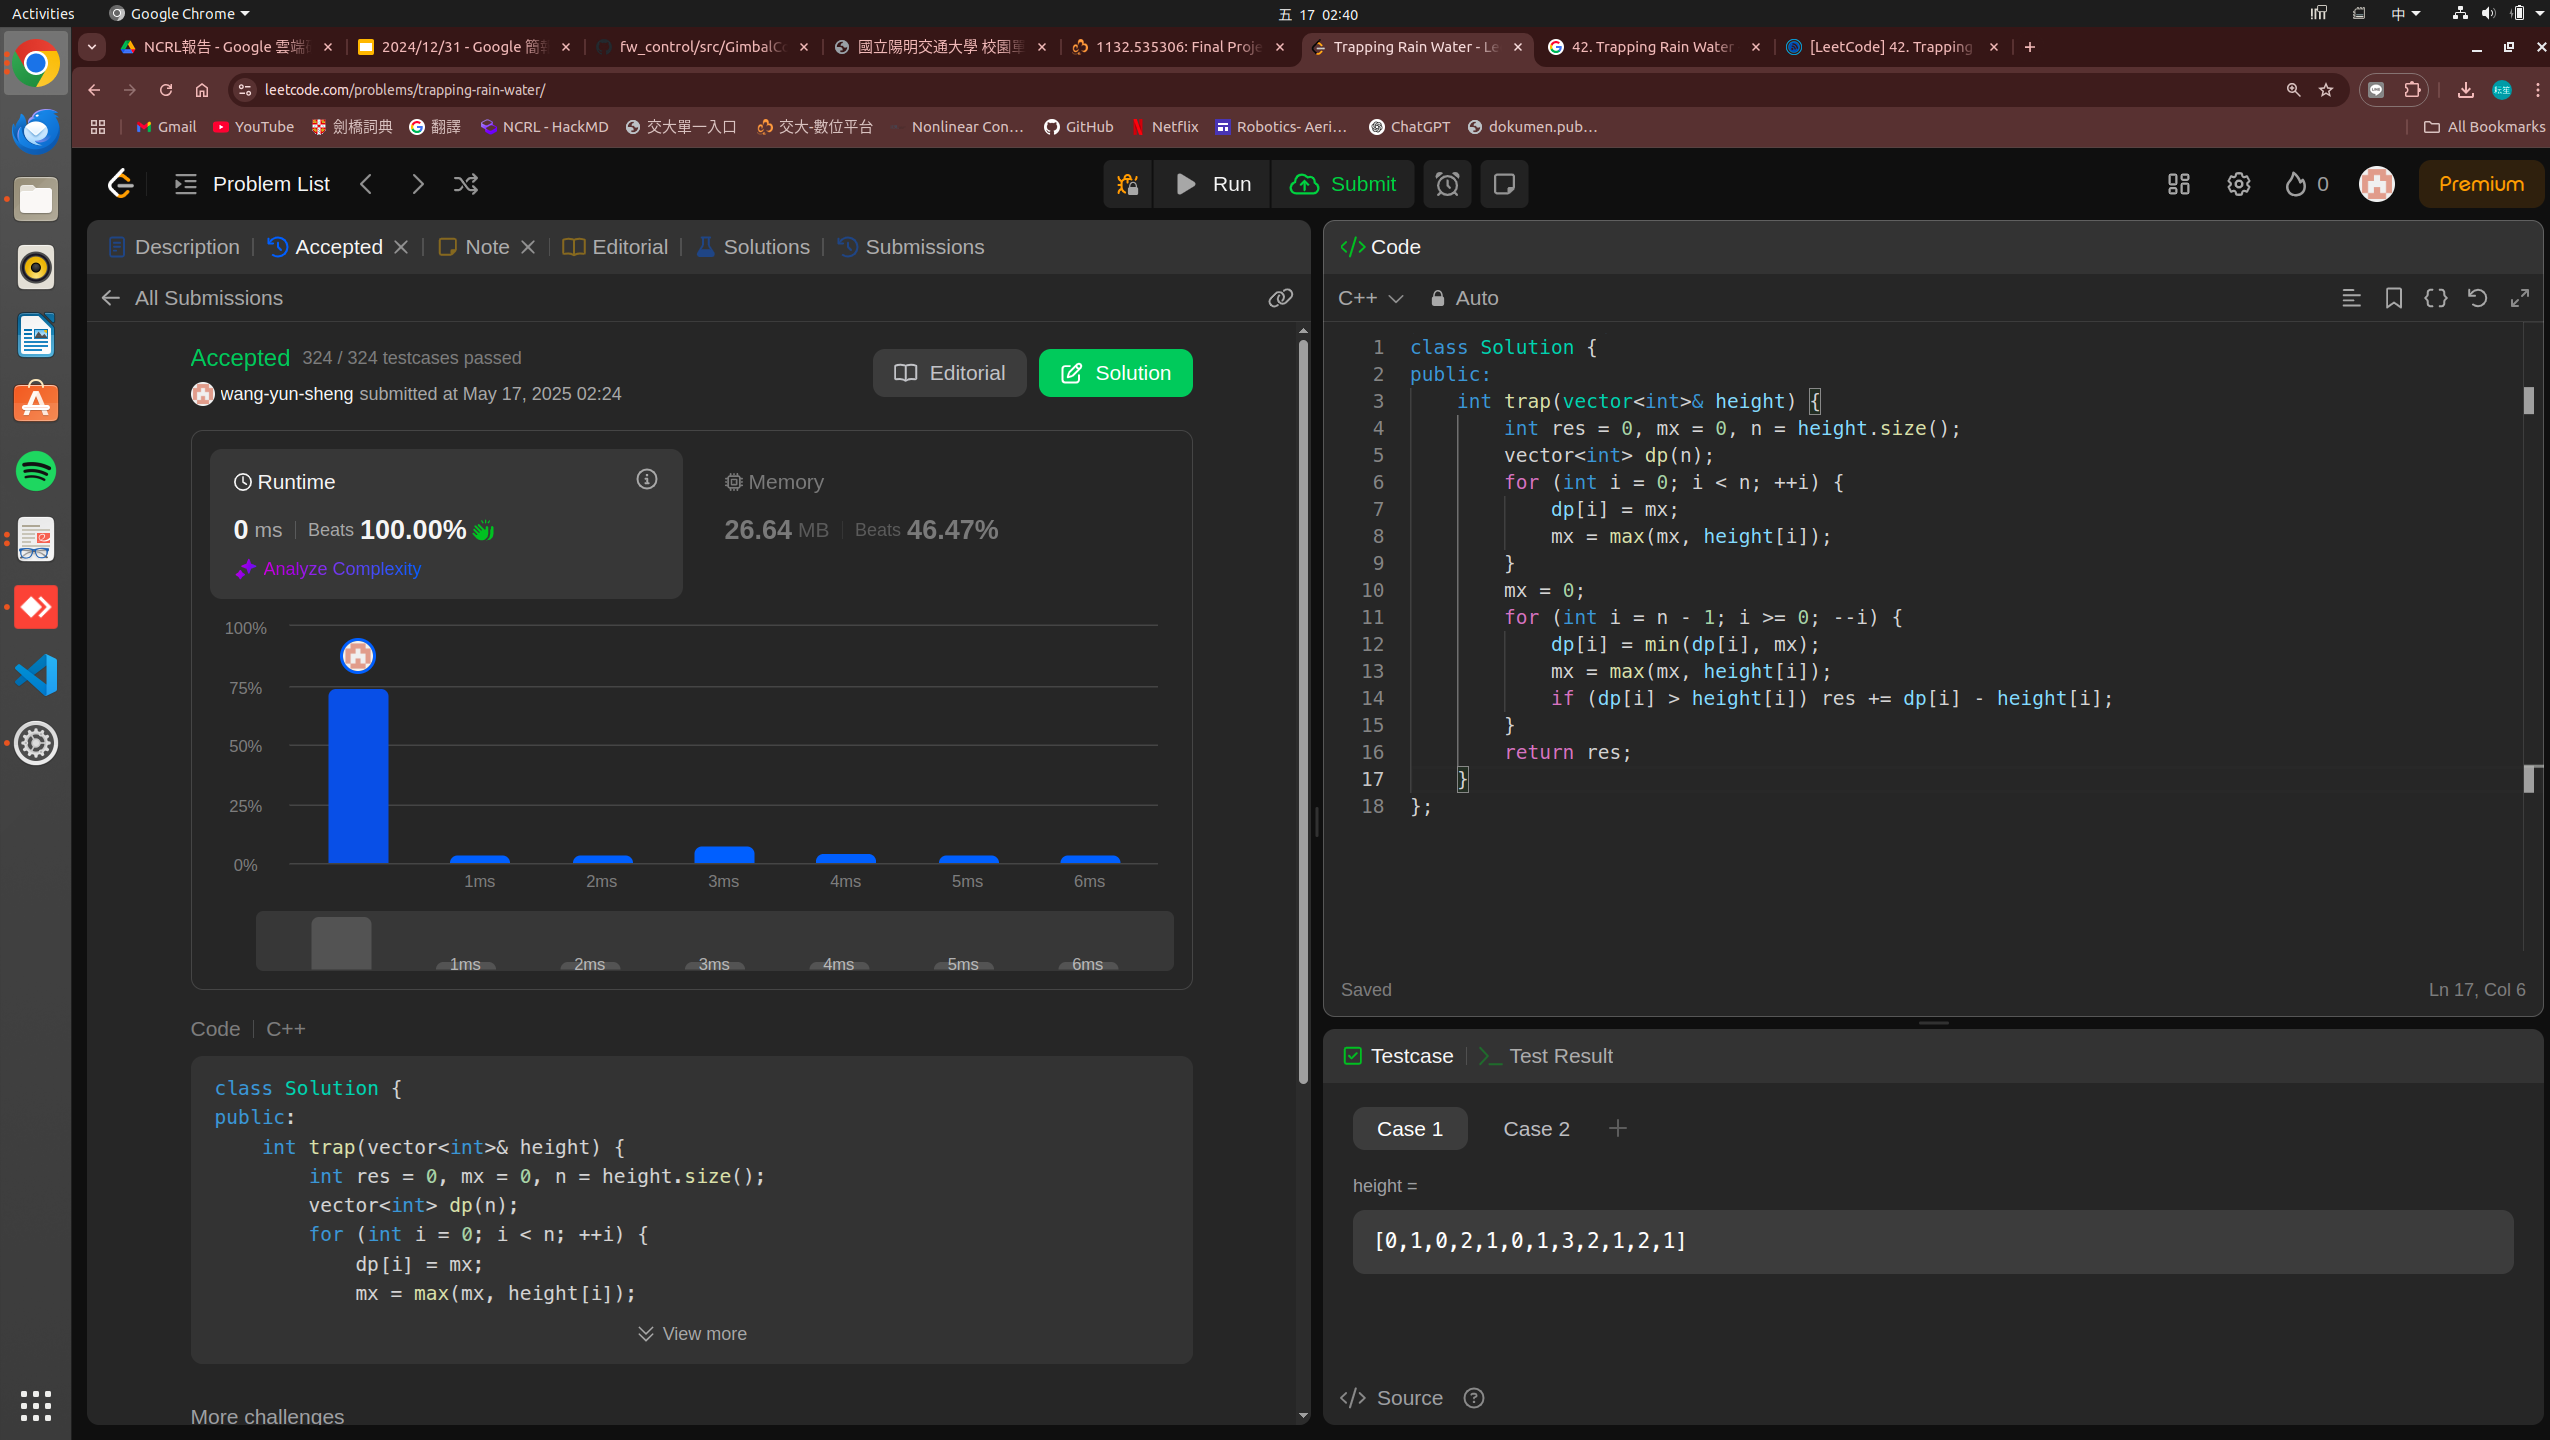 Activities
Google Chrome
五 17 02:40
中
NCRL報告 - Google 雲端
2024/12/31 - Google 簡
fw_control/src/GimbalCo
國立陽明交通大學 校園單
1132.535306: Final Proje
Trapping Rain Water - Le
42. Trapping Rain Water
[LeetCode] 42. Trapping
leetcode.com/problems/trapping-rain-water/
Gmail
YouTube
劍橋詞典
翻譯
NCRL - HackMD
交大單一入口
交大-數位平台
Nonlinear Con...
GitHub
Netflix
Robotics- Aeri...
ChatGPT
dokumen.pub...
All Bookmarks
Problem List
Run
Submit
0
Premium
Description
Accepted
Note
Editorial
Solutions
Submissions
All Submissions
Accepted 324 / 324 testcases passed
wang-yun-sheng submitted at May 17, 2025 02:24
Editorial
Solution
Runtime
0 ms
Beats 100.00%
Analyze Complexity
Memory
26.64 MB
Beats 46.47%
100%
75%
50%
25%
0%
1ms 2ms 3ms 4ms 5ms 6ms
1ms 2ms 3ms 4ms 5ms 6ms
Code
C++
class Solution {
public:
    int trap(vector<int>& height) {
        int res = 0, mx = 0, n = height.size();
        vector<int> dp(n);
        for (int i = 0; i < n; ++i) {
            dp[i] = mx;
            mx = max(mx, height[i]);
View more
More challenges
Code
C++
Auto
1 class Solution {
2 public:
3     int trap(vector<int>& height) {
4         int res = 0, mx = 0, n = height.size();
5         vector<int> dp(n);
6         for (int i = 0; i < n; ++i) {
7             dp[i] = mx;
8             mx = max(mx, height[i]);
9         }
10         mx = 0;
11         for (int i = n - 1; i >= 0; --i) {
12             dp[i] = min(dp[i], mx);
13             mx = max(mx, height[i]);
14             if (dp[i] > height[i]) res += dp[i] - height[i];
15         }
16         return res;
17     }
18 };
Saved
Ln 17, Col 6
Testcase
Test Result
Case 1
Case 2
height =
[0,1,0,2,1,0,1,3,2,1,2,1]
Source